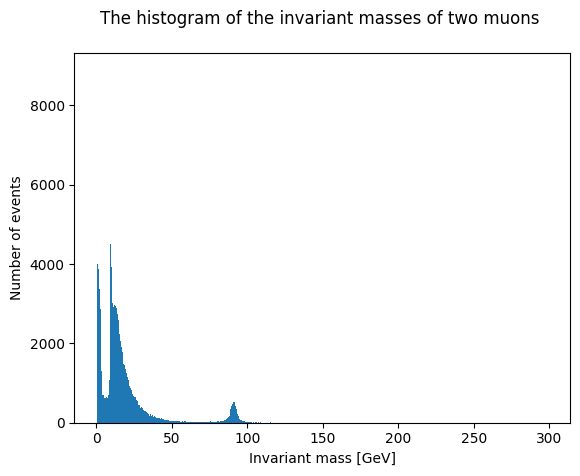 The histogram of the invariant masses of two muons
8000
6000
4000
2000
0
Number of events
0 50 100 150 200 250 300
Invariant mass [GeV]